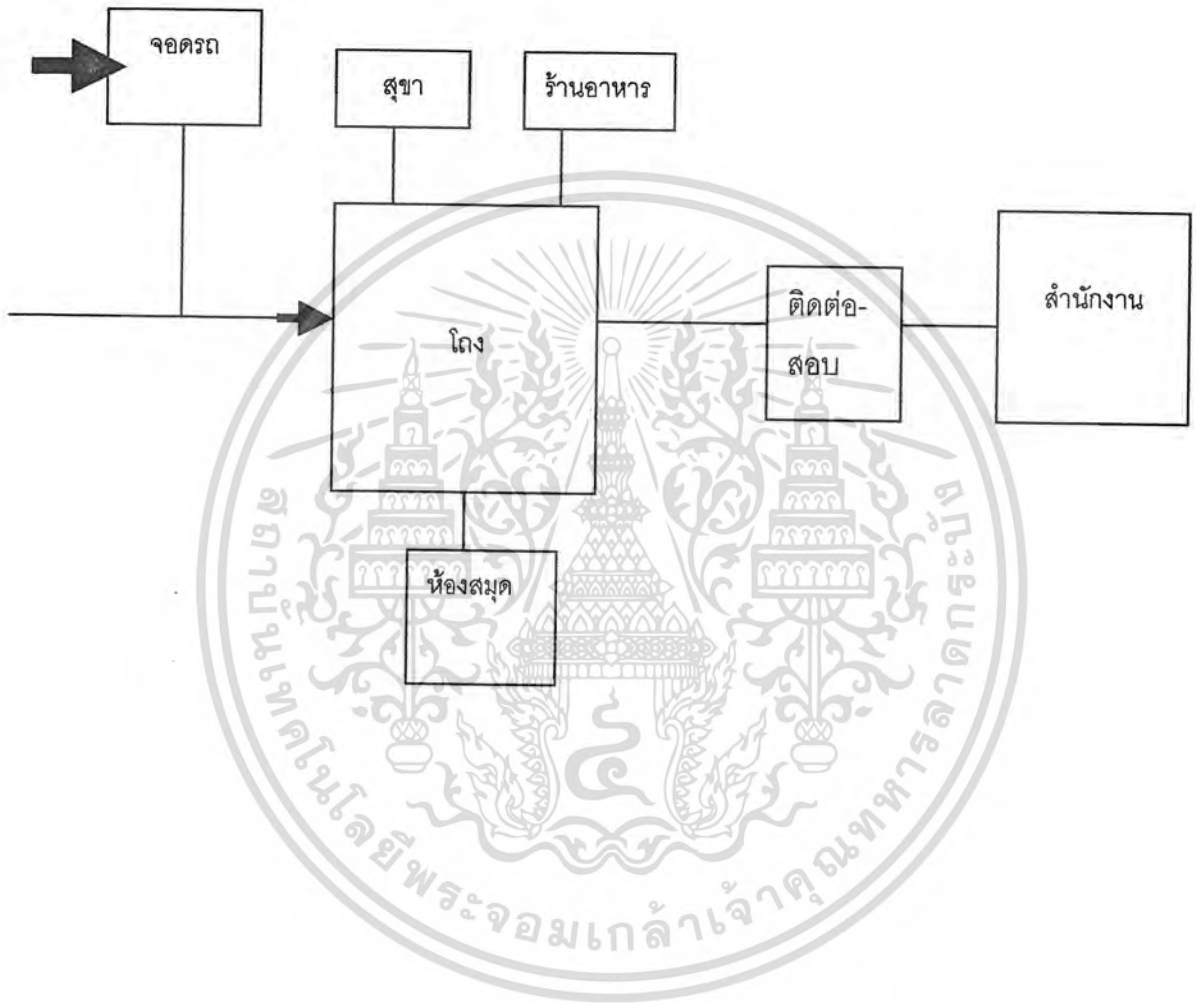 จอดรถ
สุขา
ร้านอาหาร
โถง
ติดต่อ-
สอบ
สำนักงาน
ห้องสมุด
สถาบันเทคโนโลยีพระจอมเกล้าเจ้าคุณทหารลาดกระบัง